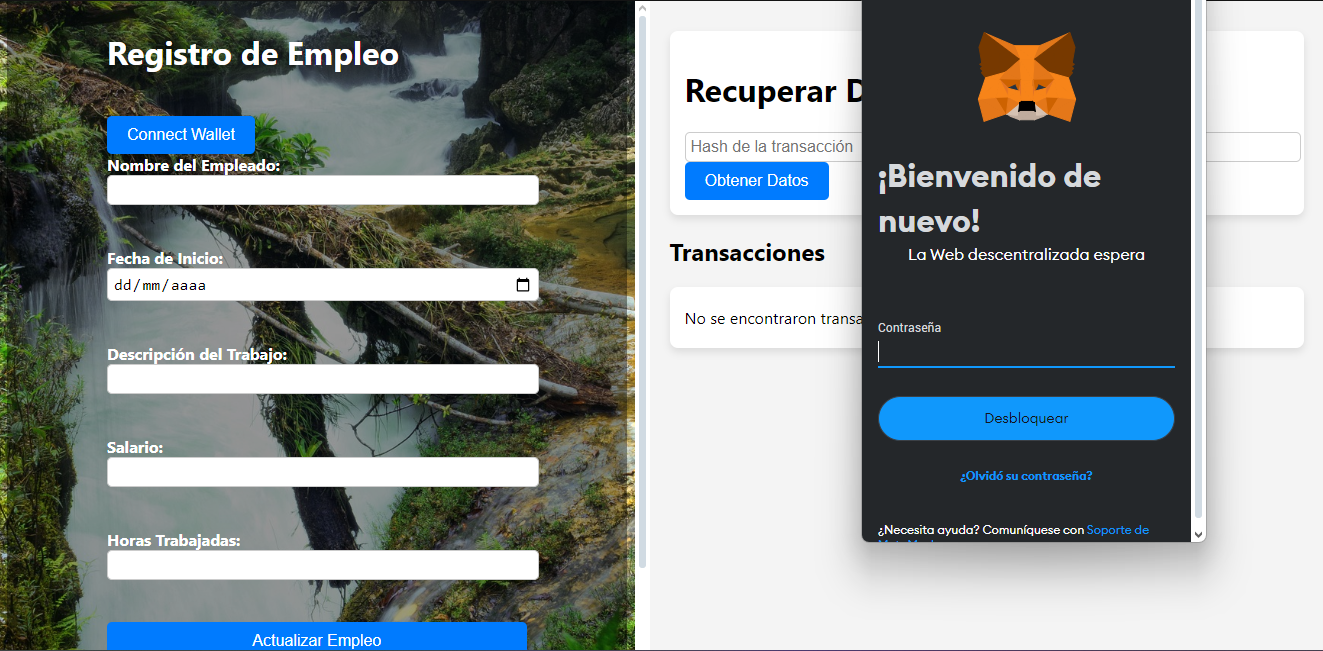 Registro de Empleo
Connect Wallet
Nombre del Empleado:
Fecha de Inicio:
dd/mm/aaaa
Descripción del Trabajo:
Salario:
Horas Trabajadas:
Actualizar Empleo
Recuperar D
Hash de la transacción
Obtener Datos
Transacciones
No se encontraron transa
¡Bienvenido de
nuevo!
La Web descentralizada espera
Contraseña
Desbloquear
¿Olvidó su contraseña?
¿Necesita ayuda? Comuníquese con Soporte de